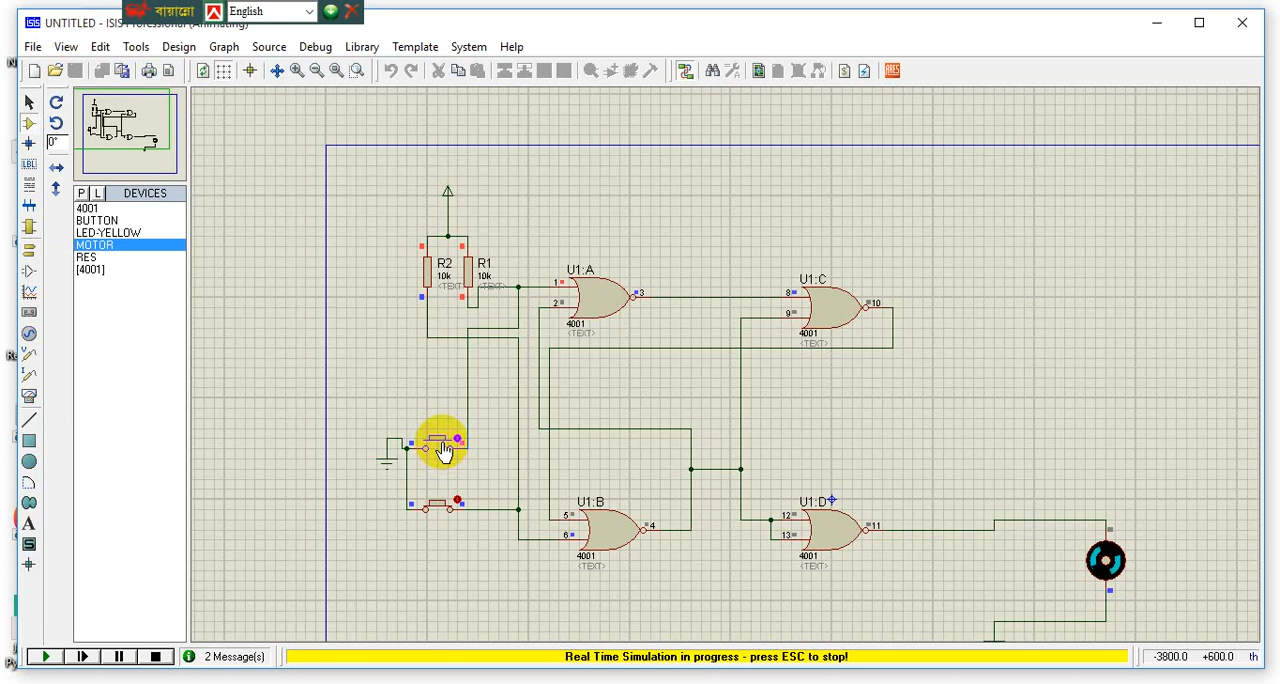 বায়ান্নো English
UNTITLED - ISIS Professional (Animating)
File View Edit Tools Design Graph Source Debug Library Template System Help
LBL
0°
P L DEVICES
4001
BUTTON
LED-YELLOW
MOTOR
RES
[4001]
A
S
R2
10k
<TEXT>
R1
10k
<TEXT>
U1:A
1
2
3
4001
<TEXT>
U1:C
8
9
10
4001
<TEXT>
U1:B
5
6
4
4001
<TEXT>
U1:D
12
13
11
4001
<TEXT>
2 Message(s)
Real Time Simulation in progress - press ESC to stop!
-3800.0 +600.0 th